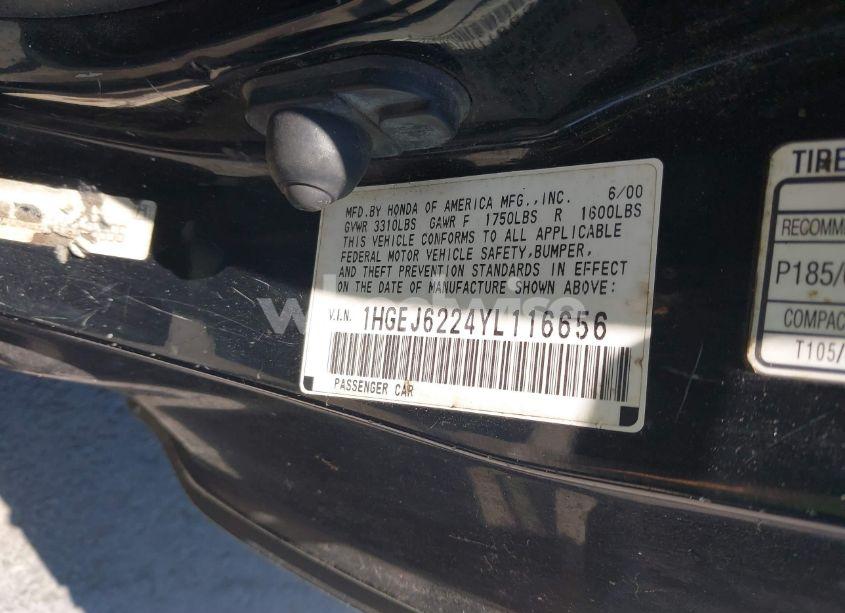 MFD.BY HONDA OF AMERICA MFG.,INC. 6/00
GVWR 3310LBS GAWR F 1750LBS R 1600LBS
THIS VEHICLE CONFORMS TO ALL APPLICABLE
FEDERAL MOTOR VEHICLE SAFETY,BUMPER,
AND THEFT PREVENTION STANDARDS IN EFFECT
ON THE DATE OF MANUFACTURE SHOWN ABOVE:
V.I.N. 1HGEJ6224YL116656
PASSENGER CAR
TIRE
RECOMME
P185/
COMPAC
T105/